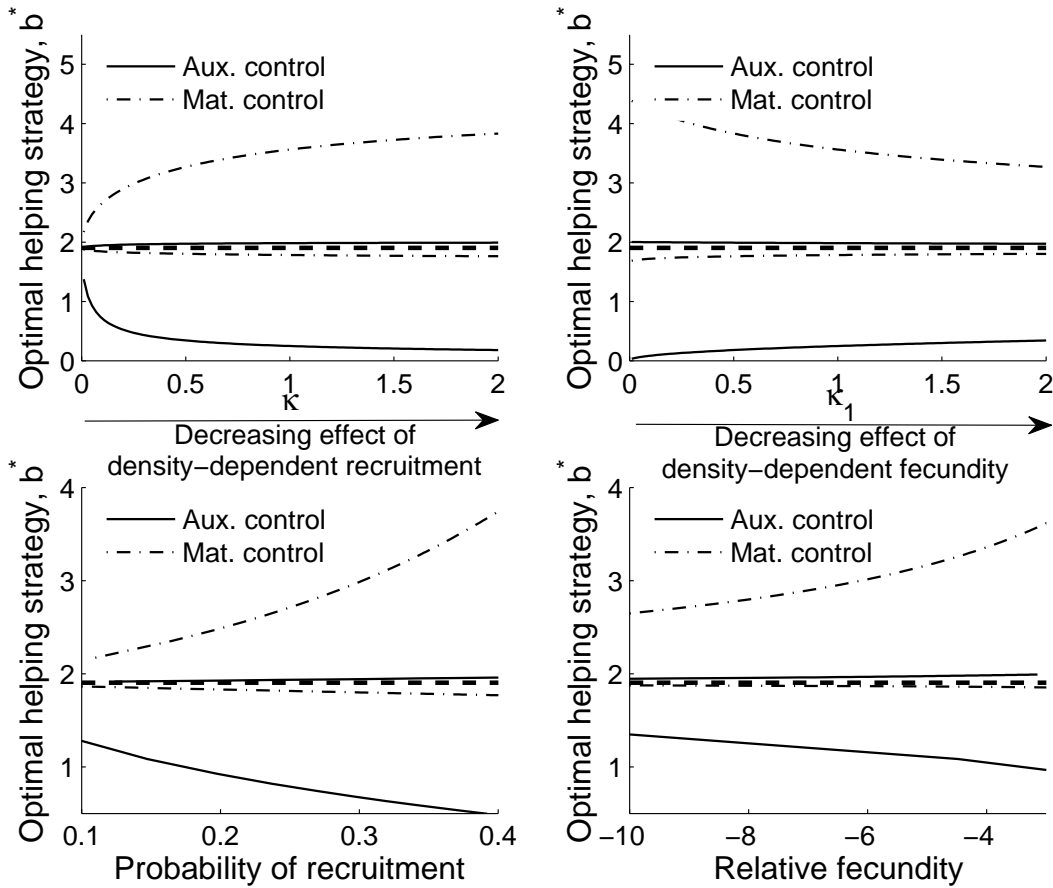 Optimal helping strategy, b*
5
4
3
2
1
0
Aux. control
Mat. control
0 0.5 1 1.5 2
κ
Decreasing effect of
density−dependent recruitment
Optimal helping strategy, b*
5
4
3
2
1
0
Aux. control
Mat. control
0 0.5 1 1.5 2
κ1
Decreasing effect of
density−dependent fecundity
Optimal helping strategy, b*
4
3
2
1
Aux. control
Mat. control
0.1 0.2 0.3 0.4
Probability of recruitment
Optimal helping strategy, b*
4
3
2
1
Aux. control
Mat. control
−10 −8 −6 −4
Relative fecundity